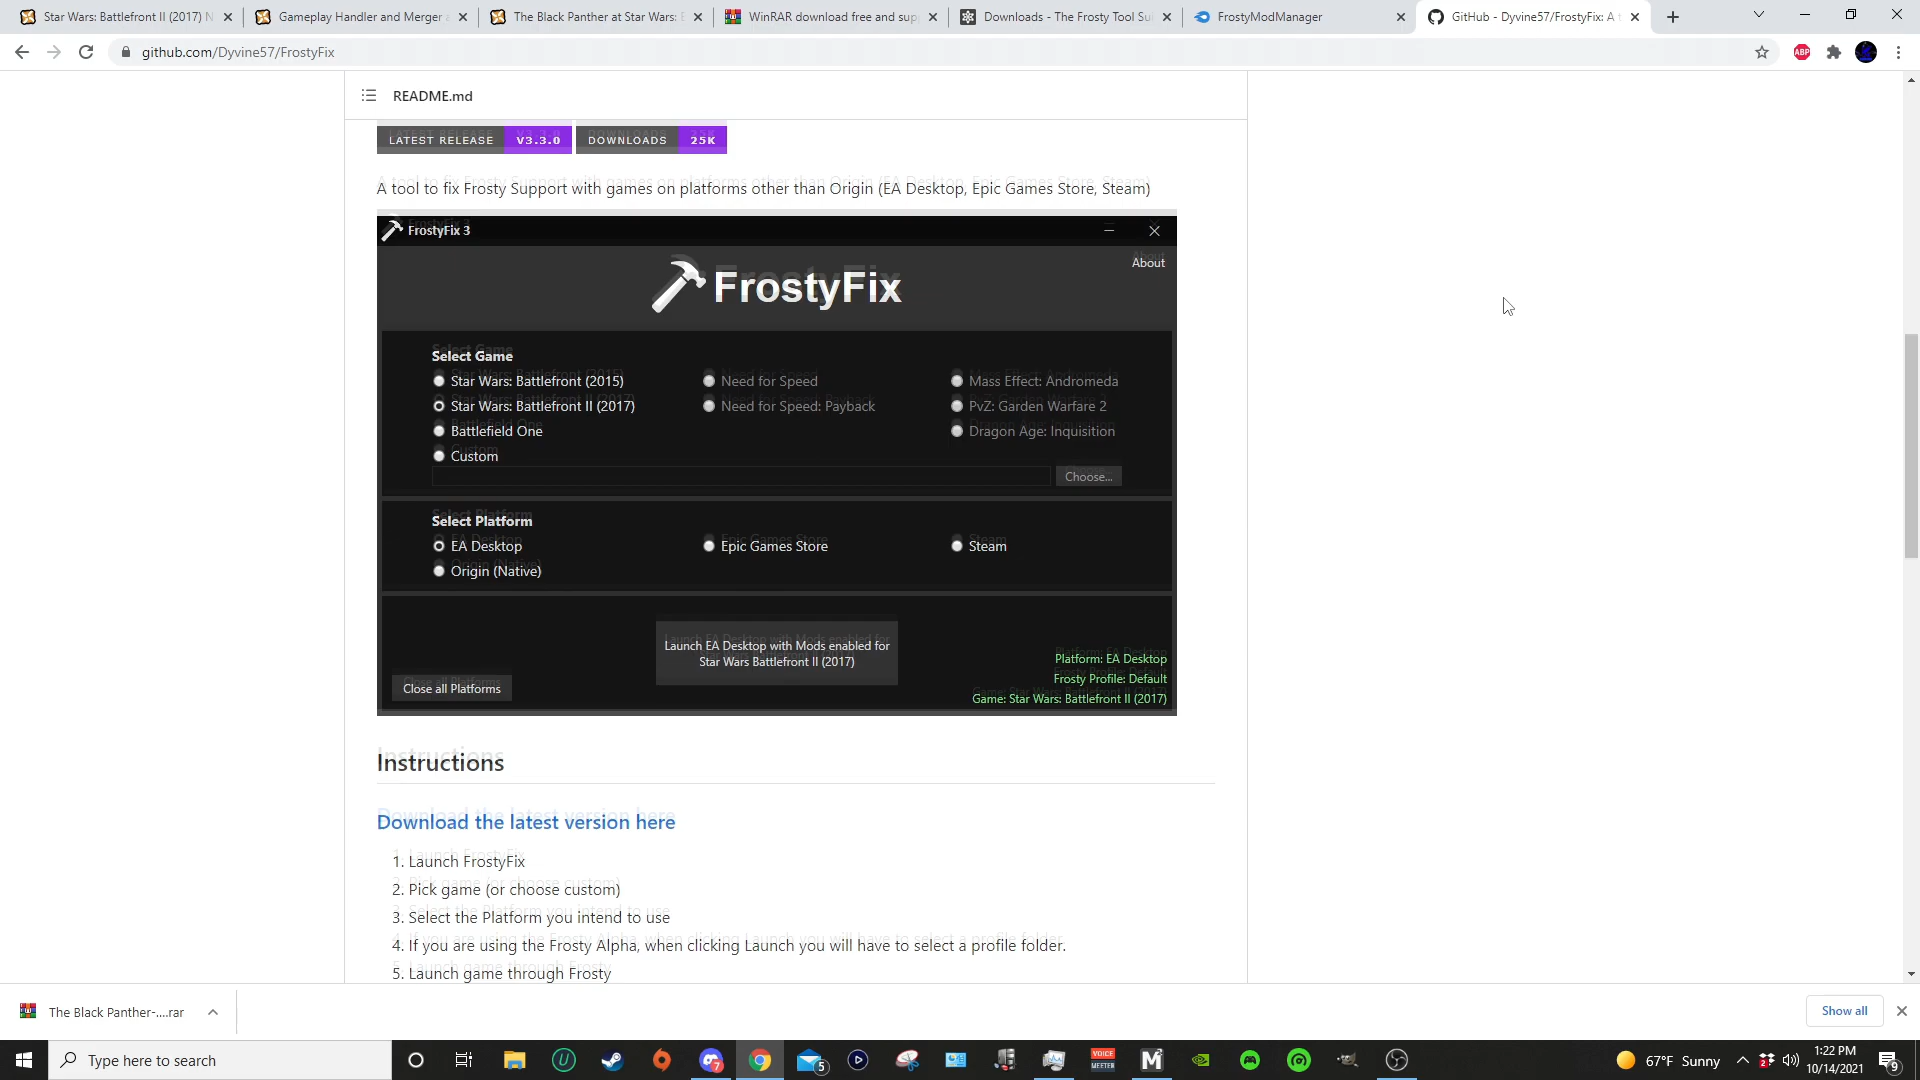 Star Wars: Battlefront II (2017) N
Gameplay Handler and Merger a
The Black Panther at Star Wars: B
WinRAR download free and supp
Downloads - The Frosty Tool Sui
FrostyModManager
GitHub - Dyvine57/FrostyFix: A t
github.com/Dyvine57/FrostyFix
ABP
README.md
LATEST RELEASE V3.3.0 DOWNLOADS 25K
A tool to fix Frosty Support with games on platforms other than Origin (EA Desktop, Epic Games Store, Steam)
FrostyFix 3
About
FrostyFix
Select Game
Star Wars: Battlefront (2015) Need for Speed Mass Effect: Andromeda
Star Wars: Battlefront II (2017) Need for Speed: Payback PvZ: Garden Warfare 2
Battlefield One Dragon Age: Inquisition
Custom
Choose...
Select Platform
EA Desktop Epic Games Store Steam
Origin (Native)
Launch EA Desktop with Mods enabled for
Star Wars Battlefront II (2017)
Platform: EA Desktop
Frosty Profile: Default
Game: Star Wars: Battlefront II (2017)
Close all Platforms
Instructions
Download the latest version here
1. Launch FrostyFix
2. Pick game (or choose custom)
3. Select the Platform you intend to use
4. If you are using the Frosty Alpha, when clicking Launch you will have to select a profile folder.
5. Launch game through Frosty
The Black Panther-....rar
Show all
Type here to search
7
5
VOICE
MEETER
M
67°F Sunny
1:22 PM
10/14/2021
9